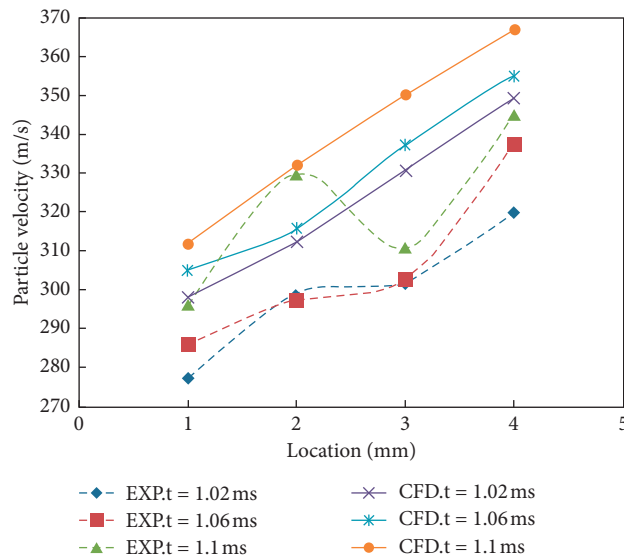 370
360
350
340
330
320
310
300
290
280
270
Particle velocity (m/s)
0 1 2 3 4 5
Location (mm)
EXP.t = 1.02 ms
EXP.t = 1.06 ms
EXP.t = 1.1 ms
CFD.t = 1.02 ms
CFD.t = 1.06 ms
CFD.t = 1.1 ms